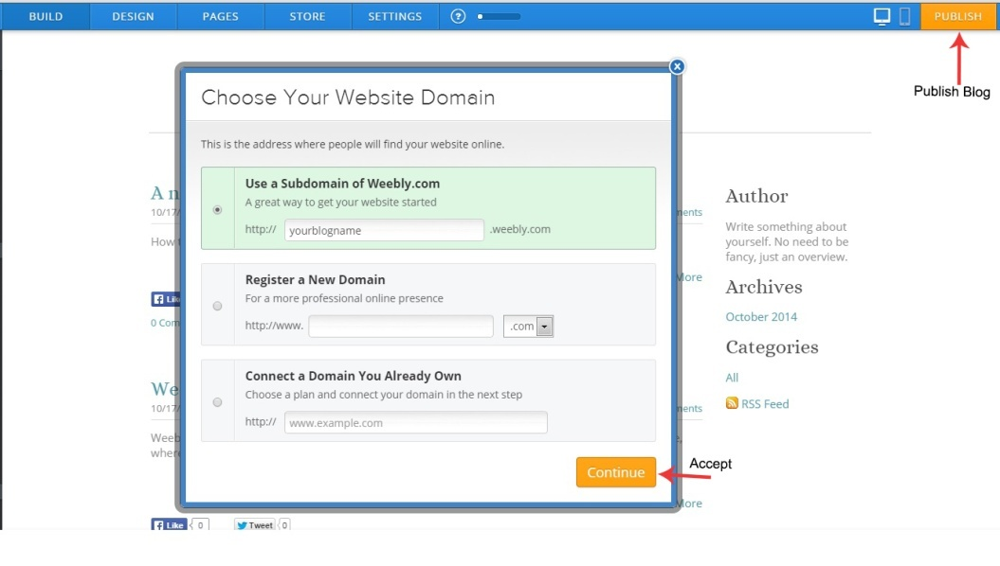 BUILD DESIGN PAGES STORE SETTINGS ? PUBLISH
Publish Blog
Choose Your Website Domain
This is the address where people will find your website online.
Use a Subdomain of Weebly.com
A great way to get your website started
http:// yourblogname .weebly.com
Register a New Domain
For a more professional online presence
http://www. .com
Connect a Domain You Already Own
Choose a plan and connect your domain in the next step
http:// www.example.com
Continue
Accept
A n
10/17/
How
0 Com
More
We
10/17/
Weeb
wher
More
Like 0 Tweet 0
Author
Write something about
yourself. No need to be
fancy, just an overview.
Archives
October 2014
Categories
All
RSS Feed